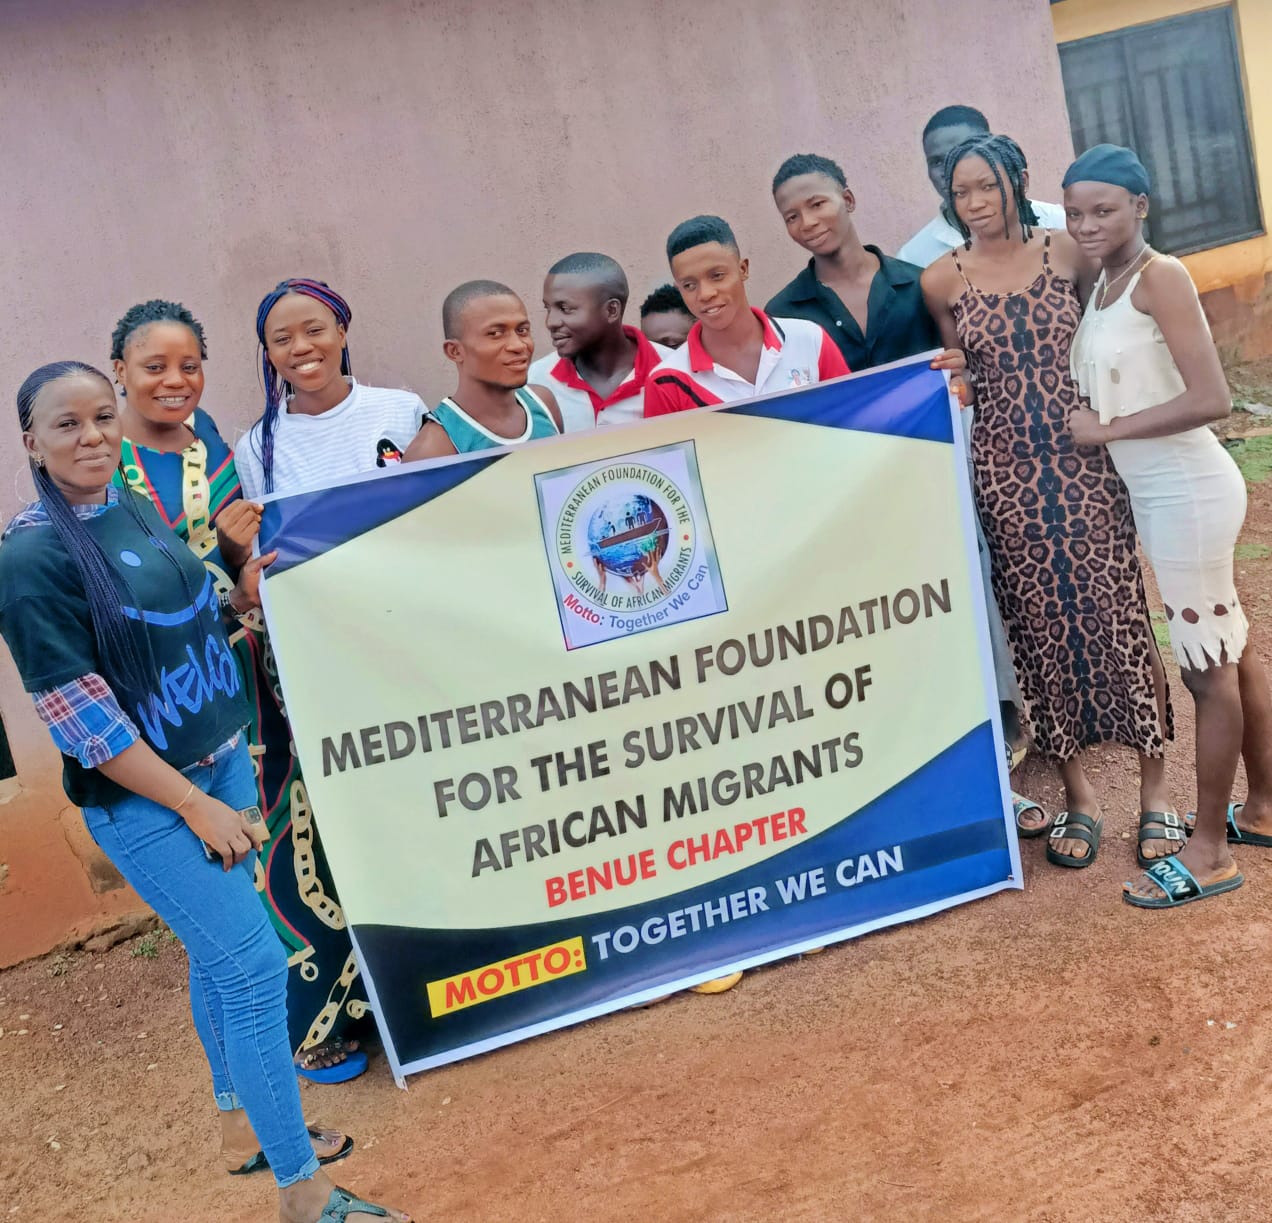 MEDITERRANEAN FOUNDATION FOR THE
SURVIVAL OF AFRICAN MIGRANTS
Motto: Together We Can
MEDITERRANEAN FOUNDATION
FOR THE SURVIVAL OF
AFRICAN MIGRANTS
BENUE CHAPTER
MOTTO: TOGETHER WE CAN